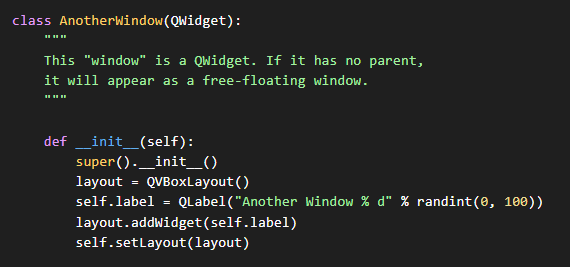 class AnotherWindow(QWidget):
    """
    This "window" is a QWidget. If it has no parent,
    it will appear as a free-floating window.
    """
    def __init__(self):
        super().__init__()
        layout = QVBoxLayout()
        self.label = QLabel("Another Window % d" % randint(0, 100))
        layout.addWidget(self.label)
        self.setLayout(layout)